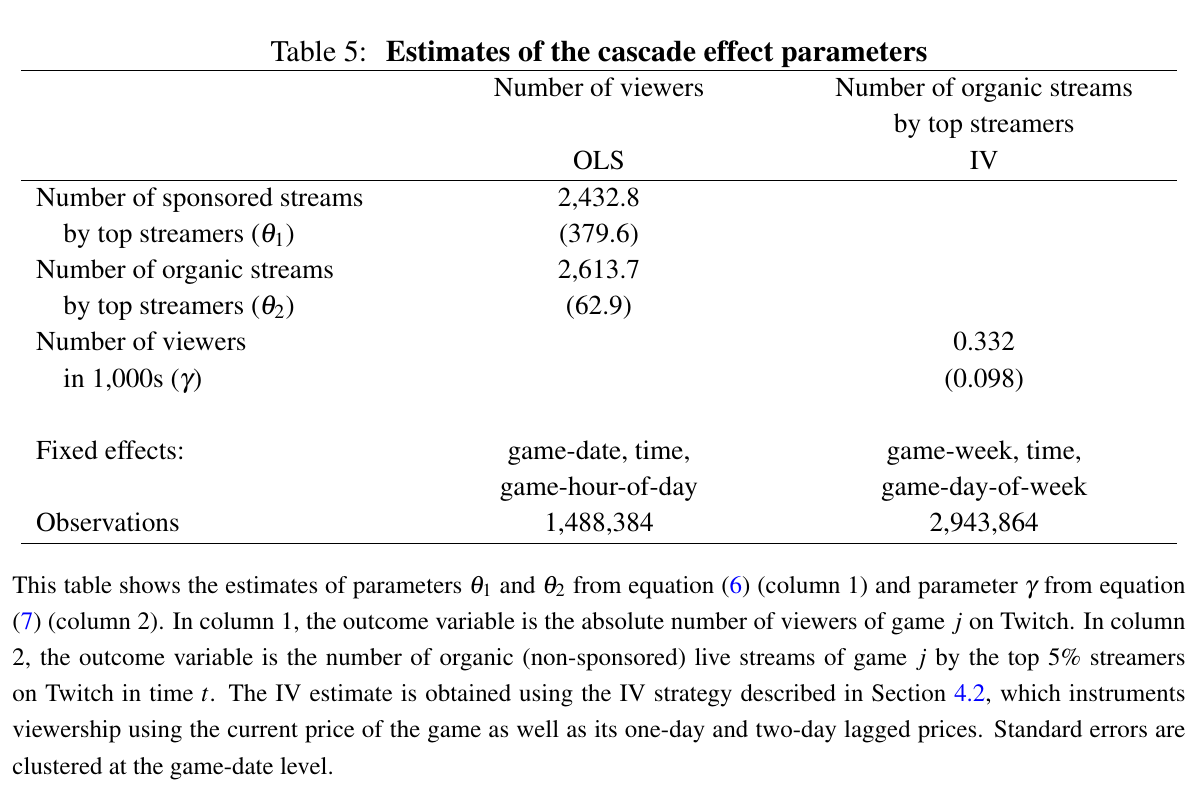 Table 5: Estimates of the cascade effect parameters
Number of viewers Number of organic streams
by top streamers
OLS IV
Number of sponsored streams 2,432.8
by top streamers (θ1) (379.6)
Number of organic streams 2,613.7
by top streamers (θ2) (62.9)
Number of viewers 0.332
in 1,000s (γ) (0.098)
Fixed effects: game-date, time, game-week, time,
game-hour-of-day game-day-of-week
Observations 1,488,384 2,943,864
This table shows the estimates of parameters θ1 and θ2 from equation (6) (column 1) and parameter γ from equation
(7) (column 2). In column 1, the outcome variable is the absolute number of viewers of game j on Twitch. In column
2, the outcome variable is the number of organic (non-sponsored) live streams of game j by the top 5% streamers
on Twitch in time t. The IV estimate is obtained using the IV strategy described in Section 4.2, which instruments
viewership using the current price of the game as well as its one-day and two-day lagged prices. Standard errors are
clustered at the game-date level.